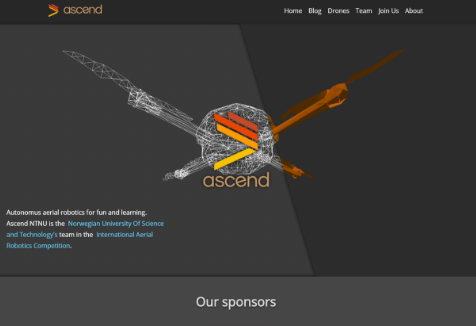 ascend
Home Blog Drones Team Join Us About
ascend
Autonomus aerial robotics for fun and learning.
Ascend NTNU is the Norwegian University Of Science
and Technology's team in the International Aerial
Robotics Competition.
Our sponsors